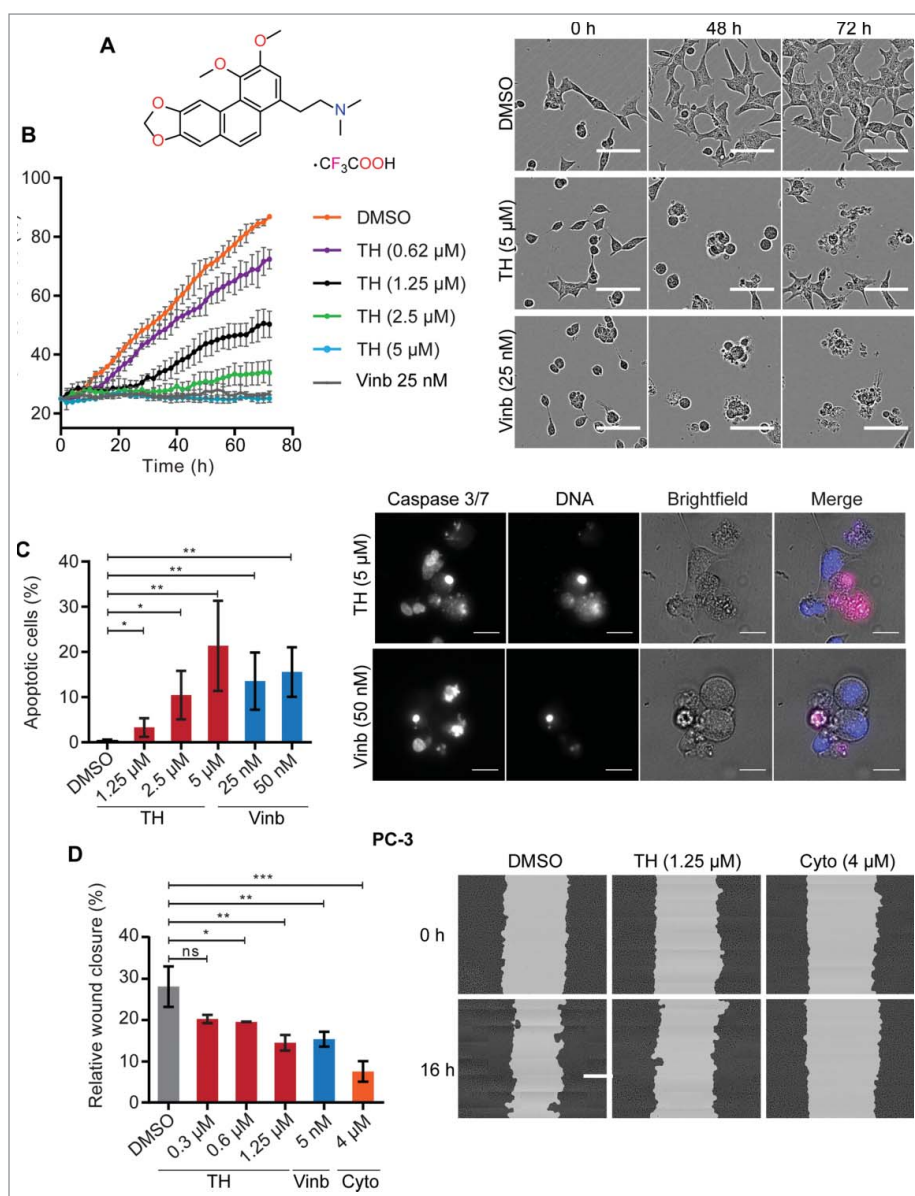 A
O
O
O
O
N
·CF₃COOH
B
100
80
60
40
20
0 20 40 60 80
Time (h)
DMSO
TH (0.62 µM)
TH (1.25 µM)
TH (2.5 µM)
TH (5 µM)
Vinb 25 nM
0 h 48 h 72 h
DMSO
TH (5 µM)
Vinb (25 nM)
C
Apoptotic cells (%)
40
30
20
10
0
**
**
**
*
*
DMSO 1.25 µM 2.5 µM 5 µM 25 nM 50 nM
TH Vinb
Caspase 3/7 DNA Brightfield Merge
TH (5 µM)
Vinb (50 nM)
D
Relative wound closure (%)
40
30
20
10
0
***
**
**
*
ns
DMSO 0.3 µM 0.6 µM 1.25 µM 5 nM 4 µM
TH Vinb Cyto
PC-3
DMSO TH (1.25 µM) Cyto (4 µM)
0 h
16 h